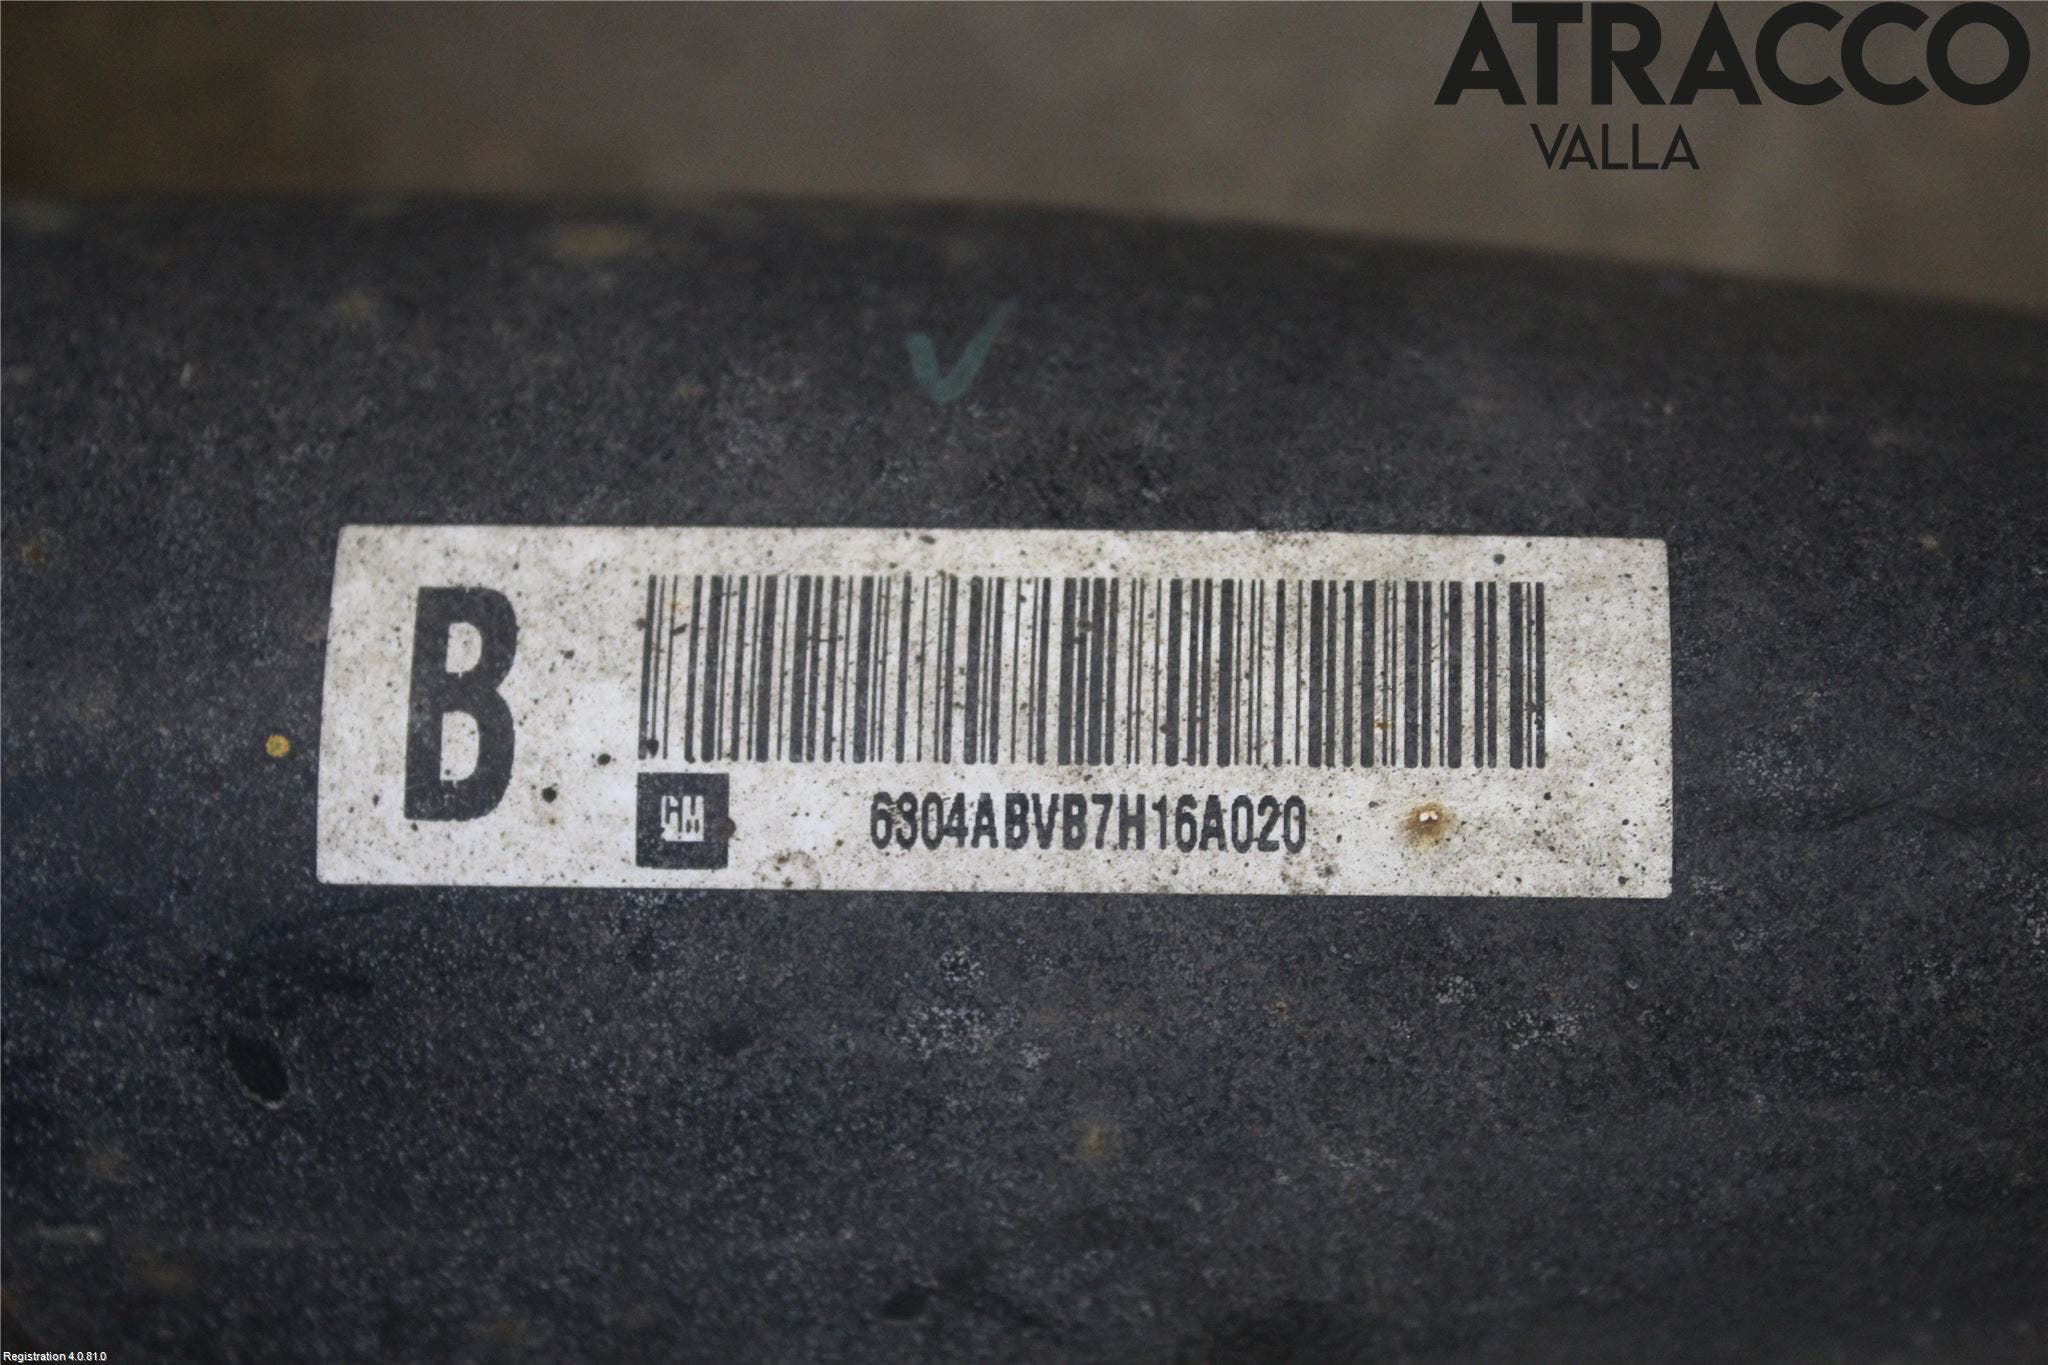 ATRACCO
VALLA
B
GM
6304ABVB7H16A020
Registration 4.0.81.0